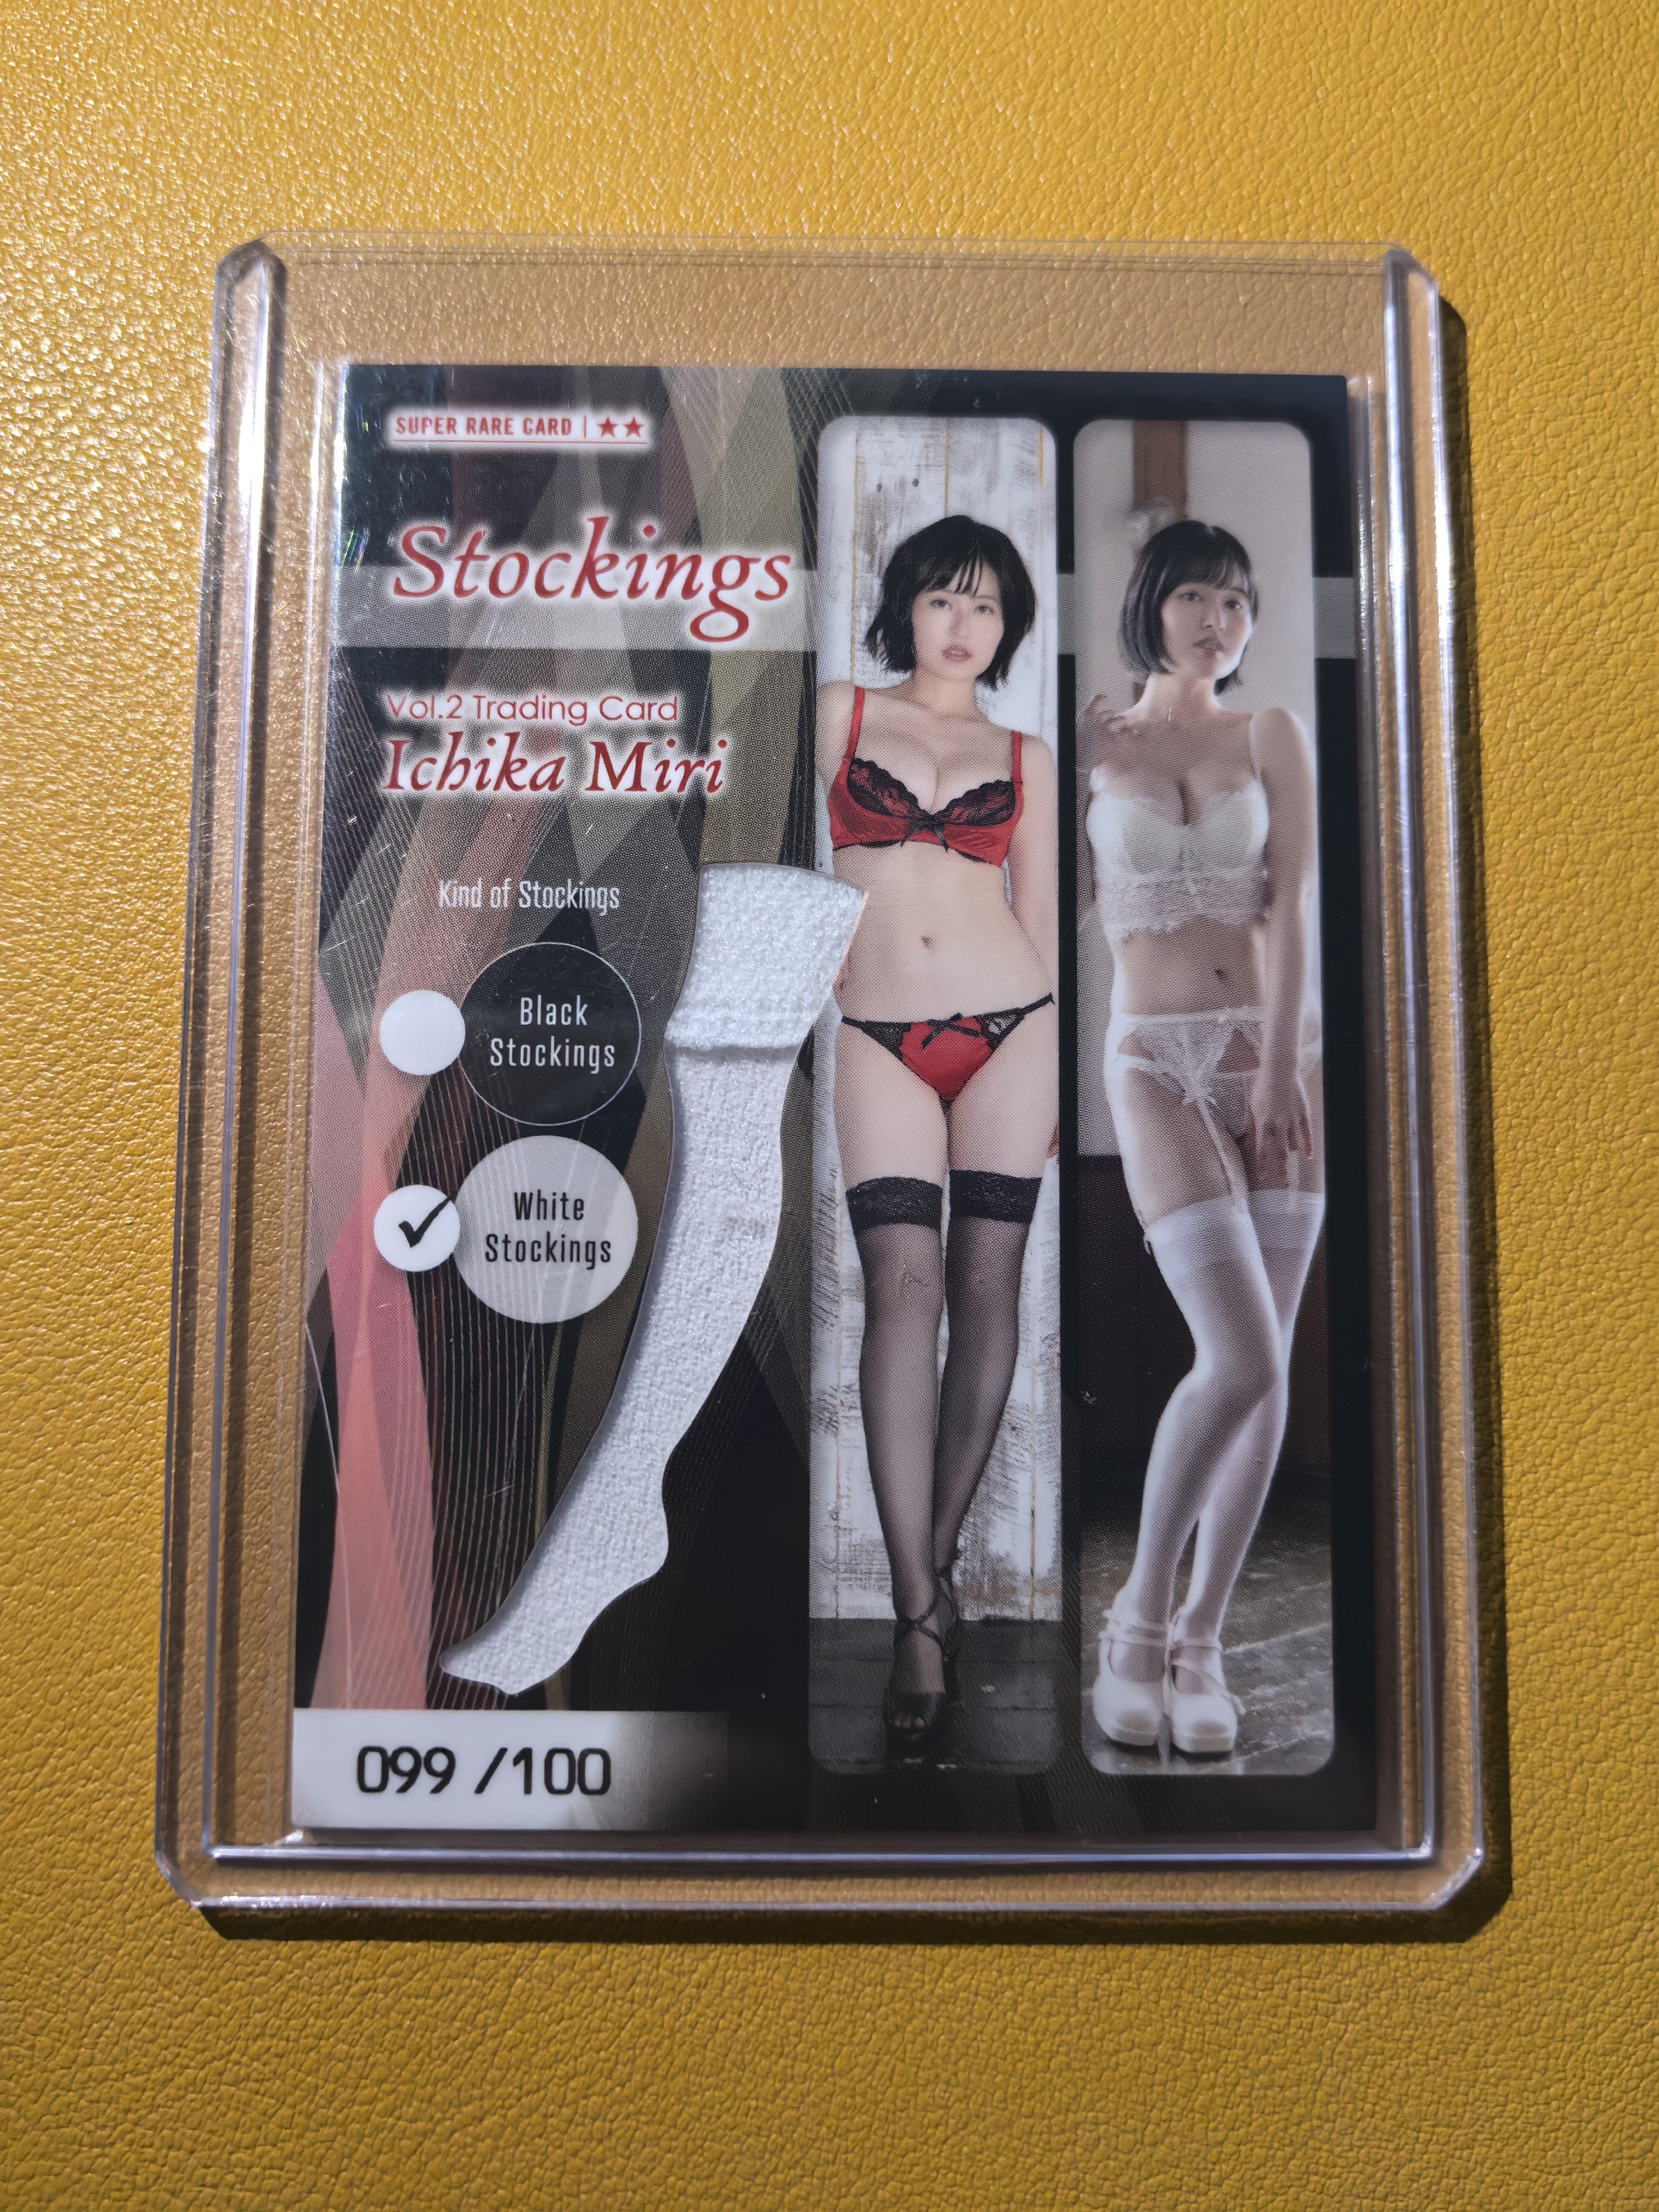 SUPER RARE CARD | ★★
Stockings
Vol.2 Trading Card
Ichika Miri
Kind of Stockings
Black
Stockings
White
Stockings
099 /100